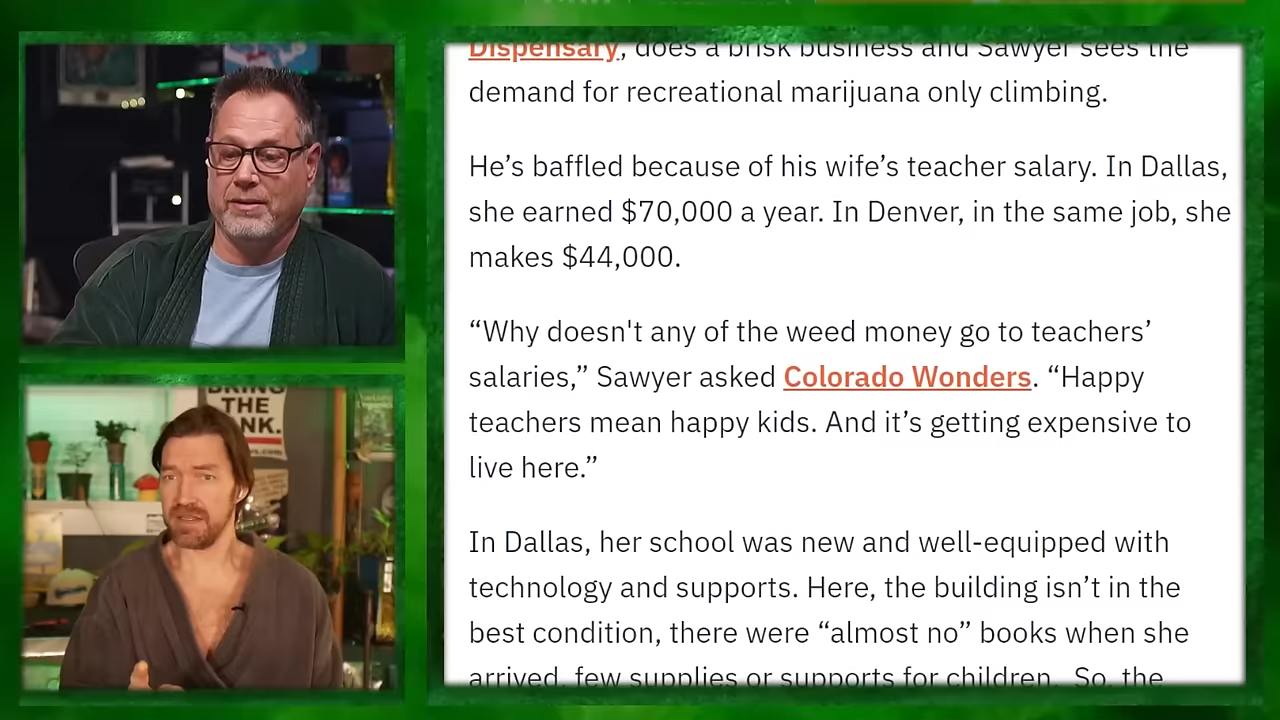 Dispensary, does a brisk business and Sawyer sees the
demand for recreational marijuana only climbing.
He’s baffled because of his wife’s teacher salary. In Dallas,
she earned $70,000 a year. In Denver, in the same job, she
makes $44,000.
“Why doesn't any of the weed money go to teachers’
salaries,” Sawyer asked Colorado Wonders. “Happy
teachers mean happy kids. And it’s getting expensive to
live here.”
In Dallas, her school was new and well-equipped with
technology and supports. Here, the building isn’t in the
best condition, there were “almost no” books when she
arrived, few supplies or supports for children. So, the
BRING
THE